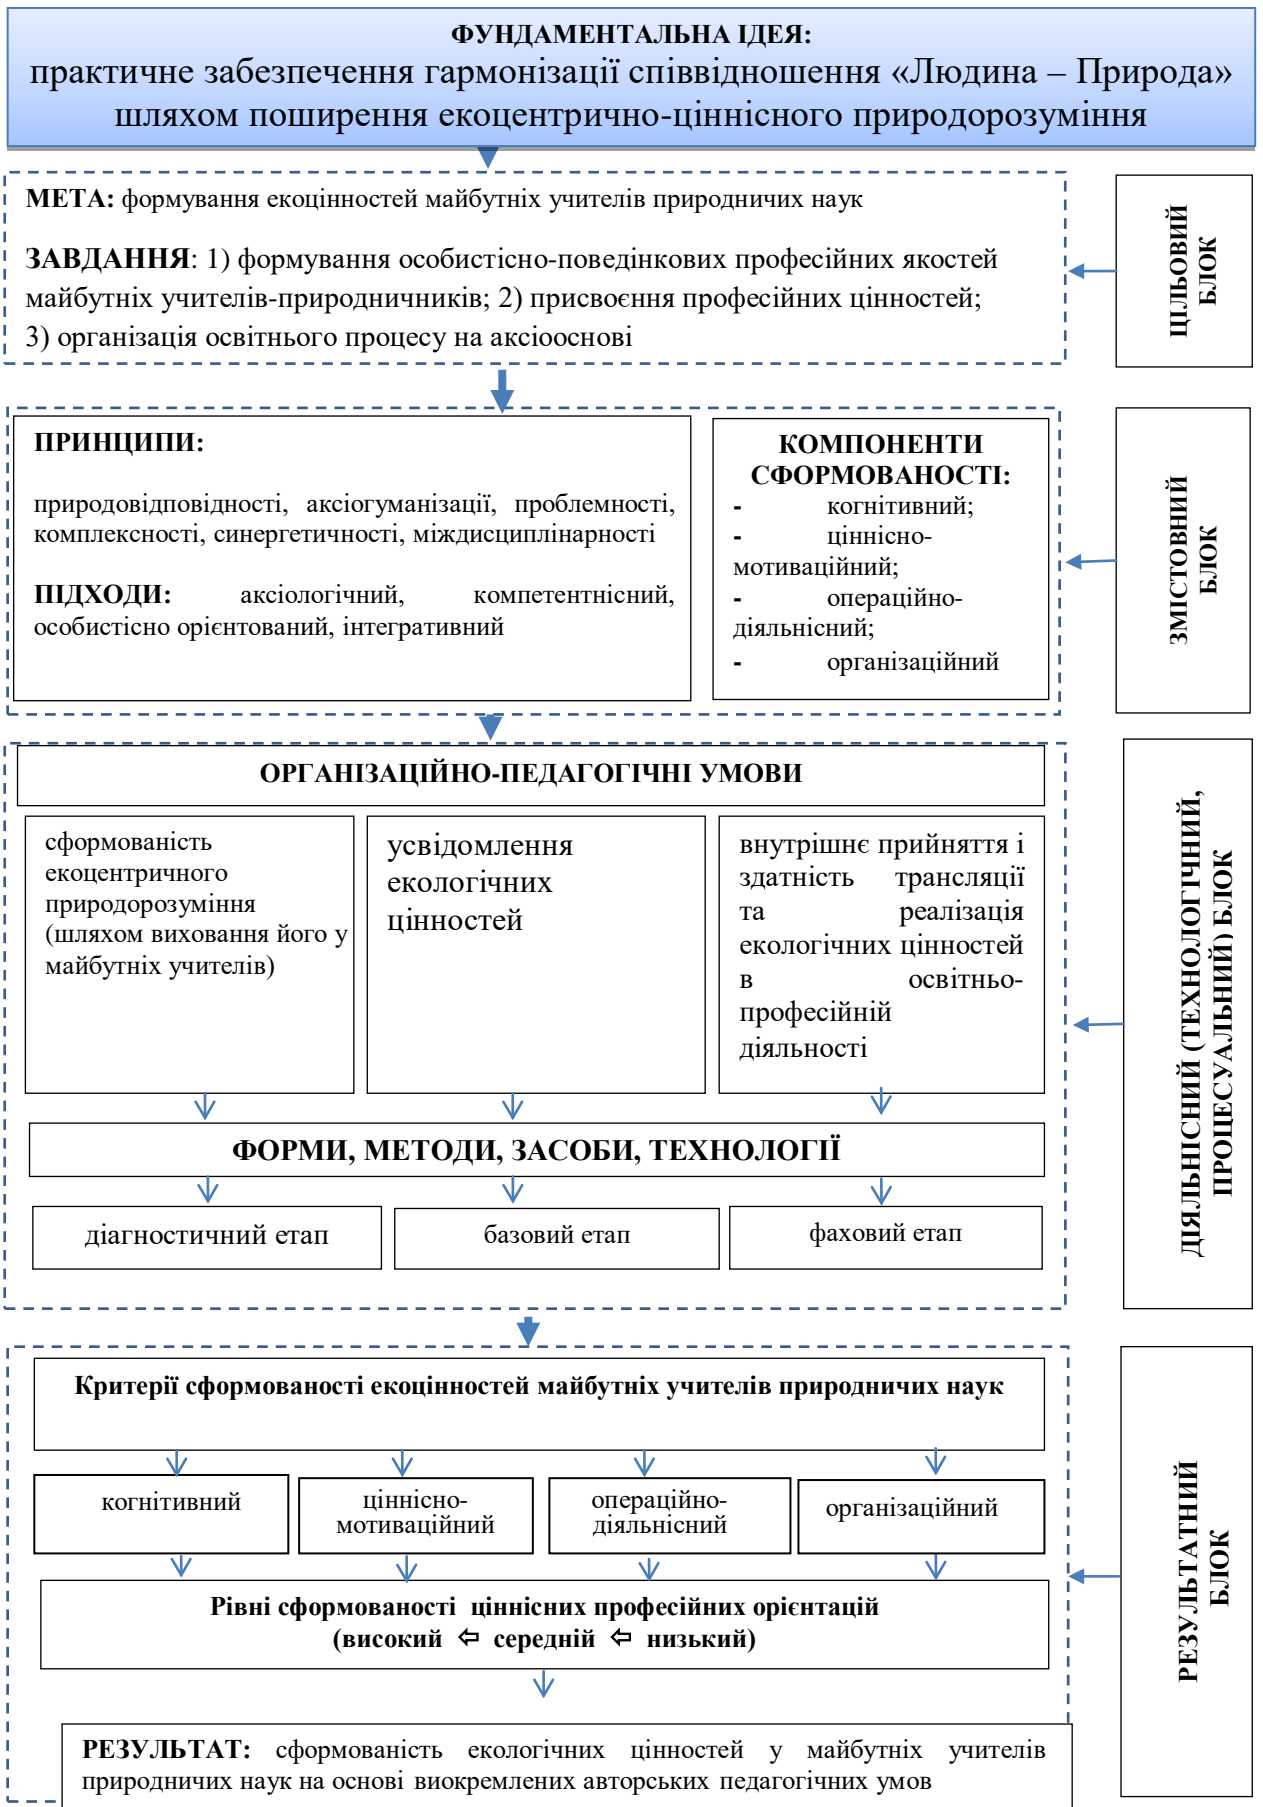 ФУНДАМЕНТАЛЬНА ІДЕЯ:
практичне забезпечення гармонізації співвідношення «Людина – Природа»
шляхом поширення екоцентрично-ціннісного природорозуміння
МЕТА: формування екоцінностей майбутніх учителів природничих наук
ЗАВДАННЯ: 1) формування особистісно-поведінкових професійних якостей
майбутніх учителів-природничників; 2) присвоєння професійних цінностей;
3) організація освітнього процесу на аксіооснові
ЦІЛЬОВИЙ
БЛОК
ПРИНЦИПИ:
природовідповідності, аксіогуманізації, проблемності,
комплексності, синергетичності, міждисциплінарності
ПІДХОДИ: аксіологічний, компетентнісний,
особистісно орієнтований, інтегративний
КОМПОНЕНТИ
СФОРМОВАНОСТІ:
- когнітивний;
- ціннісно-
мотиваційний;
- операційно-
діяльнісний;
- організаційний
ЗМІСТОВНИЙ
БЛОК
ОРГАНІЗАЦІЙНО-ПЕДАГОГІЧНІ УМОВИ
сформованість
екоцентричного
природорозуміння
(шляхом виховання його у
майбутніх учителів)
усвідомлення
екологічних
цінностей
внутрішнє прийняття і
здатність трансляції
та реалізація
екологічних цінностей
в освітньо-
професійній
діяльності
ФОРМИ, МЕТОДИ, ЗАСОБИ, ТЕХНОЛОГІЇ
діагностичний етап
базовий етап
фаховий етап
ДІЯЛЬНІСНИЙ (ТЕХНОЛОГІЧНИЙ,
ПРОЦЕСУАЛЬНИЙ) БЛОК
Критерії сформованості екоцінностей майбутніх учителів природничих наук
когнітивний
ціннісно-
мотиваційний
операційно-
діяльнісний
організаційний
Рівні сформованості ціннісних професійних орієнтацій
(високий ⇦ середній ⇦ низький)
РЕЗУЛЬТАТ: сформованість екологічних цінностей у майбутніх учителів
природничих наук на основі виокремлених авторських педагогічних умов
РЕЗУЛЬТАТНИЙ
БЛОК